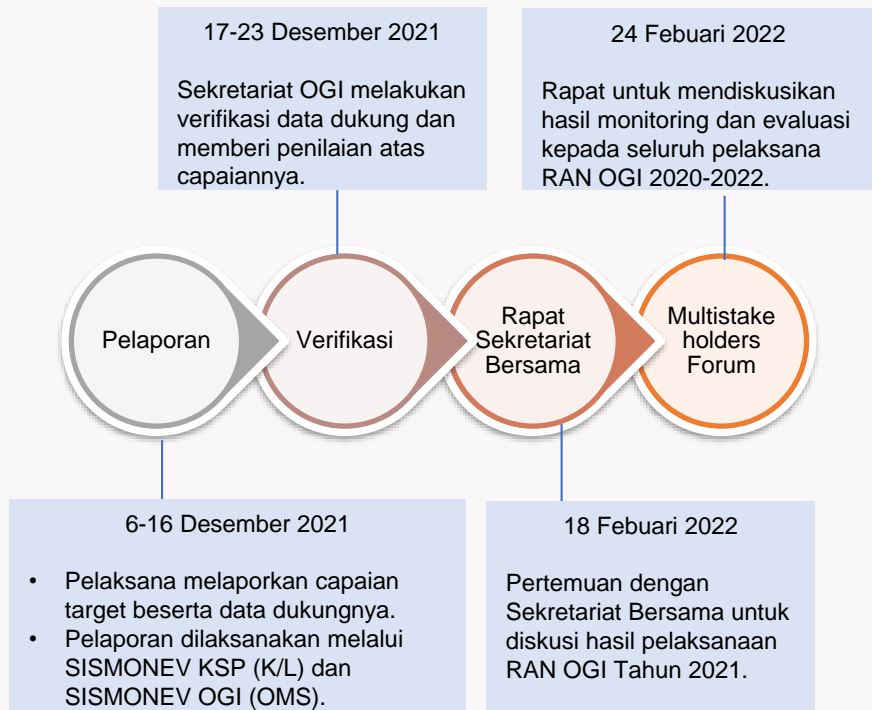 17-23 Desember 2021
Sekretariat OGI melakukan
verifikasi data dukung dan
memberi penilaian atas
capaiannya.
24 Febuari 2022
Rapat untuk mendiskusikan
hasil monitoring dan evaluasi
kepada seluruh pelaksana
RAN OGI 2020-2022.
Pelaporan
Verifikasi
Rapat
Sekretariat
Bersama
Multistake
holders
Forum
6-16 Desember 2021
• Pelaksana melaporkan capaian
target beserta data dukungnya.
• Pelaporan dilaksanakan melalui
SISMONEV KSP (K/L) dan
SISMONEV OGI (OMS).
18 Febuari 2022
Pertemuan dengan
Sekretariat Bersama untuk
diskusi hasil pelaksanaan
RAN OGI Tahun 2021.